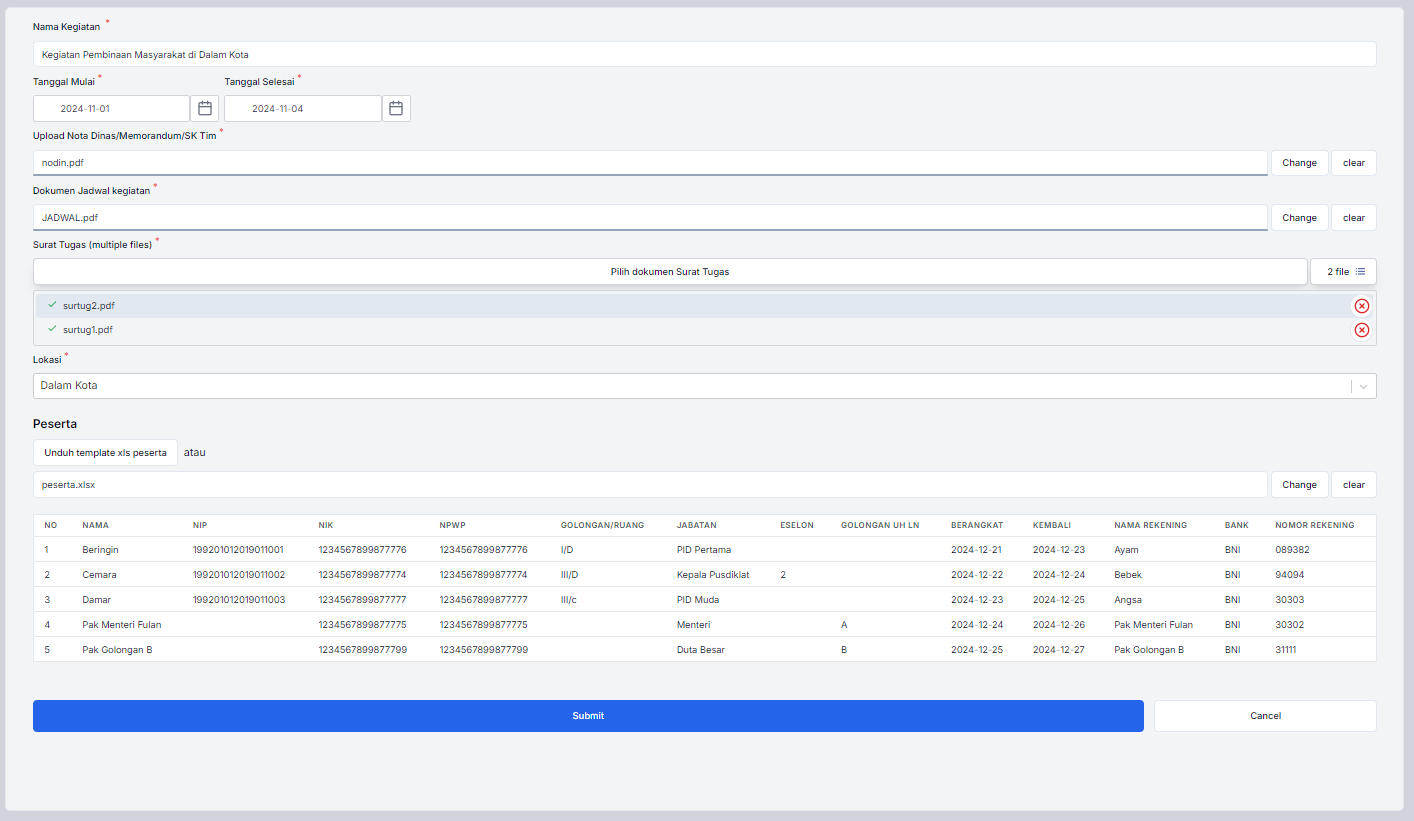 Nama Kegiatan *
Kegiatan Pembinaan Masyarakat di Dalam Kota
Tanggal Mulai * Tanggal Selesai *
2024-11-01 2024-11-04
Upload Nota Dinas/Memorandum/SK Tim *
nodin.pdf Change clear
Dokumen Jadwal kegiatan *
JADWAL.pdf Change clear
Surat Tugas (multiple files) *
Pilih dokumen Surat Tugas 2 file
surtug2.pdf
surtug1.pdf
Lokasi *
Dalam Kota
Peserta
Unduh template xls peserta atau
peserta.xlsx Change clear
NO NAMA NIP NIK NPWP GOLONGAN/RUANG JABATAN ESELON GOLONGAN UH LN BERANGKAT KEMBALI NAMA REKENING BANK NOMOR REKENING
1 Beringin 199201012019011001 1234567899877776 1234567899877776 I/D PID Pertama 2024-12-21 2024-12-23 Ayam BNI 089382
2 Cemara 199201012019011002 1234567899877774 1234567899877774 III/D Kepala Pusdiklat 2 2024-12-22 2024-12-24 Bebek BNI 94094
3 Damar 199201012019011003 1234567899877777 1234567899877777 III/c PID Muda 2024-12-23 2024-12-25 Angsa BNI 30303
4 Pak Menteri Fulan 1234567899877775 1234567899877775 Menteri A 2024-12-24 2024-12-26 Pak Menteri Fulan BNI 30302
5 Pak Golongan B 1234567899877799 1234567899877799 Duta Besar B 2024-12-25 2024-12-27 Pak Golongan B BNI 31111
Submit Cancel